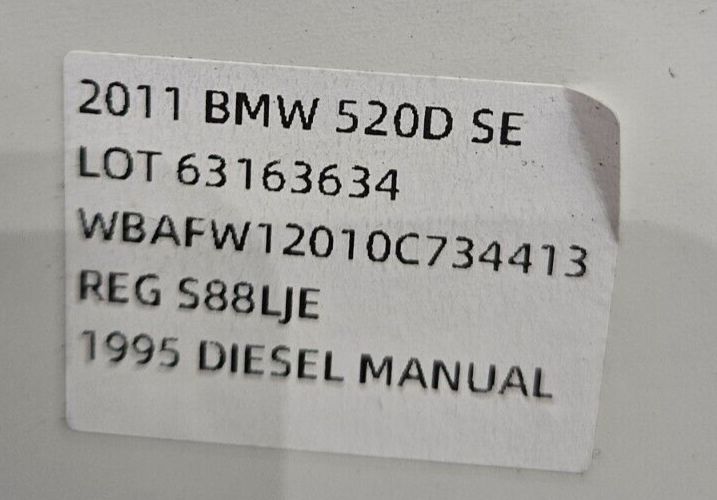 2011 BMW 520D SE
LOT 63163634
WBAFW12010C734413
REG S88LJE
1995 DIESEL MANUAL